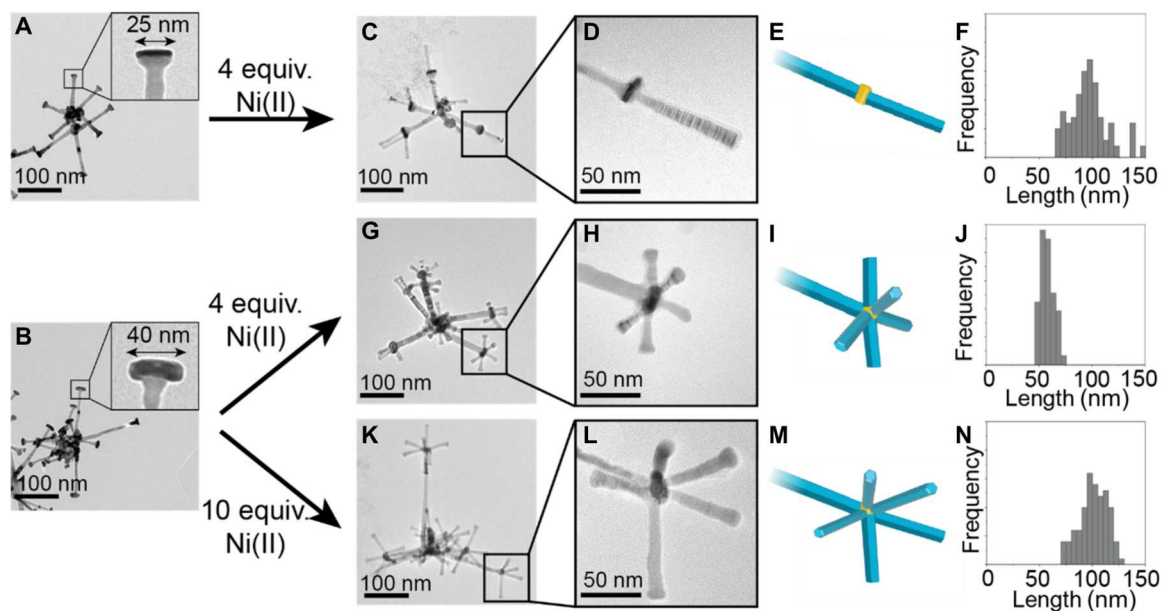 A
25 nm
100 nm
4 equiv.
Ni(II)
C
100 nm
D
50 nm
E
F
Frequency
0 50 100 150
Length (nm)
B
40 nm
100 nm
4 equiv.
Ni(II)
10 equiv.
Ni(II)
G
100 nm
H
50 nm
I
J
Frequency
0 50 100 150
Length (nm)
K
100 nm
L
50 nm
M
N
Frequency
0 50 100 150
Length (nm)